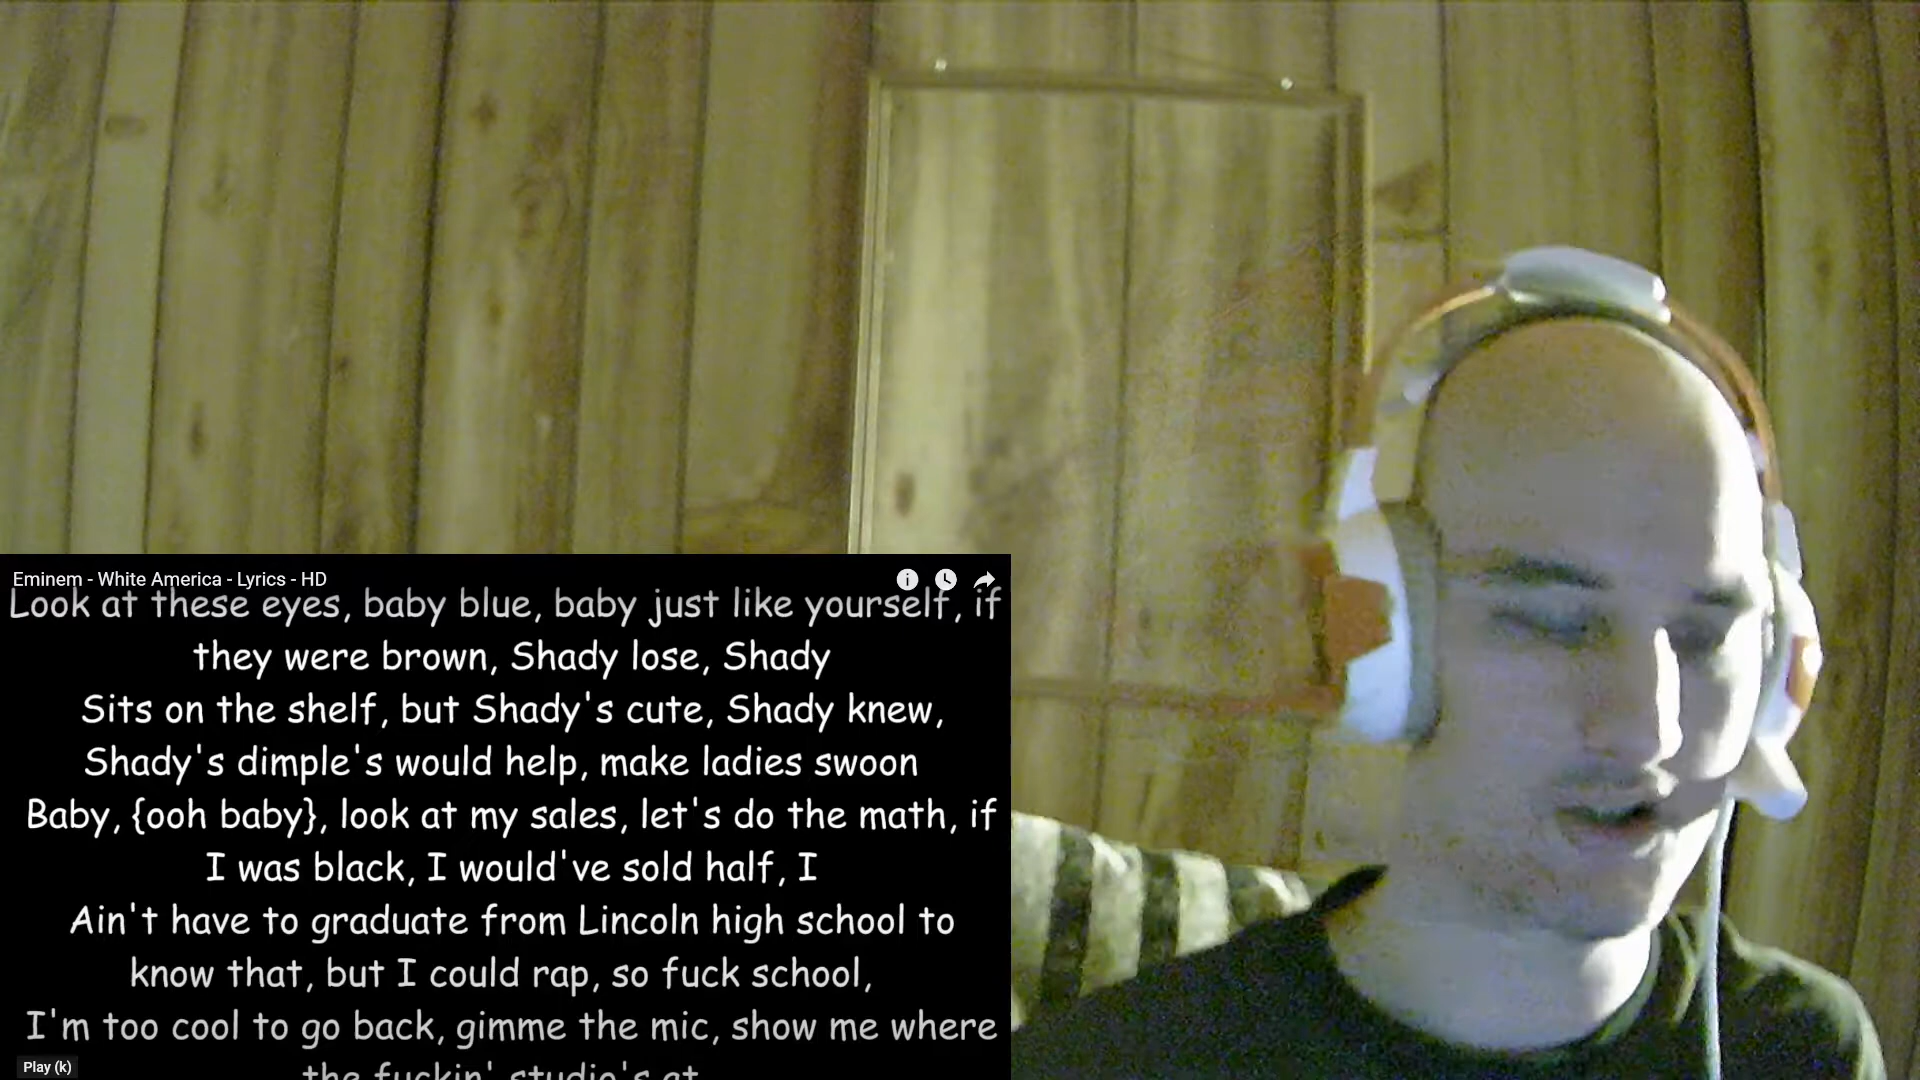 Eminem - White America - Lyrics - HD
Look at these eyes, baby blue, baby just like yourself, if
they were brown, Shady lose, Shady
Sits on the shelf, but Shady's cute, Shady knew,
Shady's dimple's would help, make ladies swoon
Baby, {ooh baby}, look at my sales, let's do the math, if
I was black, I would've sold half, I
Ain't have to graduate from Lincoln high school to
know that, but I could rap, so fuck school,
I'm too cool to go back, gimme the mic, show me where
the fuckin' studio's at
Play (k)